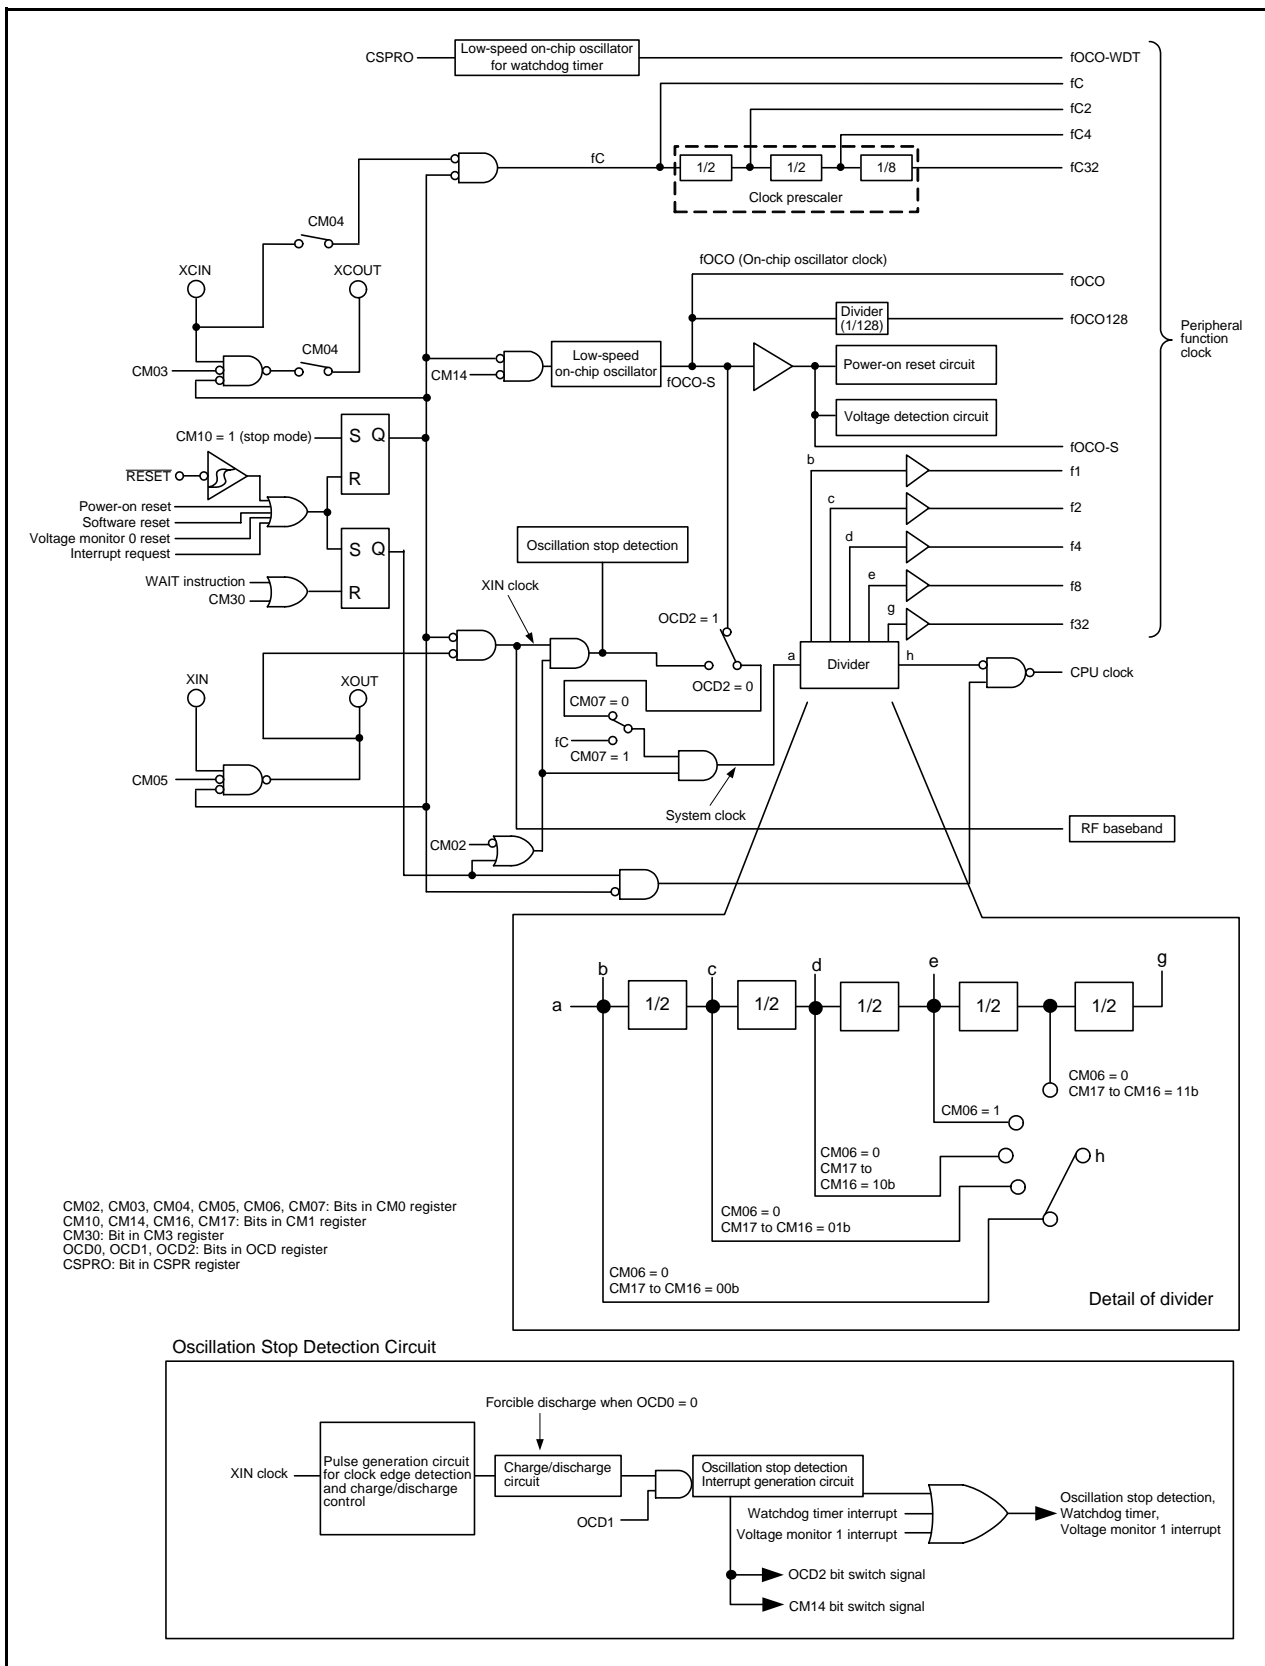 CSPRO
Low-speed on-chip oscillator
for watchdog timer
fOCO-WDT
fC
fC2
fC4
fC
1/2
1/2
1/8
fC32
Clock prescaler
CM04
XCIN
XCOUT
fOCO (On-chip oscillator clock)
fOCO
Divider
(1/128)
fOCO128
Peripheral
function
clock
CM04
CM03
Low-speed
on-chip oscillator
CM14
fOCO-S
Power-on reset circuit
Voltage detection circuit
CM10 = 1 (stop mode)
S Q
R
fOCO-S
RESET
b
f1
Power-on reset
Software reset
Voltage monitor 0 reset
Interrupt request
c
f2
S Q
R
Oscillation stop detection
d
f4
WAIT instruction
CM30
XIN clock
e
f8
g
f32
OCD2 = 1
a
Divider
h
CPU clock
OCD2 = 0
XIN
XOUT
CM07 = 0
fC
CM07 = 1
CM05
System clock
RF baseband
CM02
b
c
d
e
g
a
1/2
1/2
1/2
1/2
1/2
CM06 = 0
CM17 to CM16 = 11b
CM06 = 1
CM06 = 0
CM17 to
CM16 = 10b
h
CM06 = 0
CM17 to CM16 = 01b
CM06 = 0
CM17 to CM16 = 00b
Detail of divider
CM02, CM03, CM04, CM05, CM06, CM07: Bits in CM0 register
CM10, CM14, CM16, CM17: Bits in CM1 register
CM30: Bit in CM3 register
OCD0, OCD1, OCD2: Bits in OCD register
CSPRO: Bit in CSPR register
Oscillation Stop Detection Circuit
Forcible discharge when OCD0 = 0
XIN clock
Pulse generation circuit
for clock edge detection
and charge/discharge
control
Charge/discharge
circuit
OCD1
Oscillation stop detection
Interrupt generation circuit
Watchdog timer interrupt
Voltage monitor 1 interrupt
Oscillation stop detection,
Watchdog timer,
Voltage monitor 1 interrupt
OCD2 bit switch signal
CM14 bit switch signal